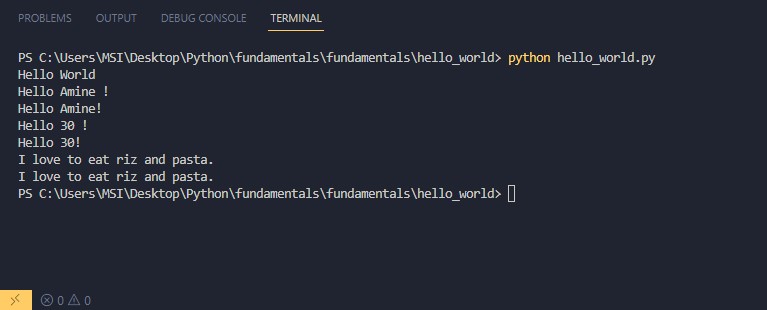 PROBLEMS OUTPUT DEBUG CONSOLE TERMINAL
PS C:\Users\MSI\Desktop\Python\fundamentals\fundamentals\hello_world> python hello_world.py
Hello World
Hello Amine !
Hello Amine!
Hello 30 !
Hello 30!
I love to eat riz and pasta.
I love to eat riz and pasta.
PS C:\Users\MSI\Desktop\Python\fundamentals\fundamentals\hello_world>
0 0